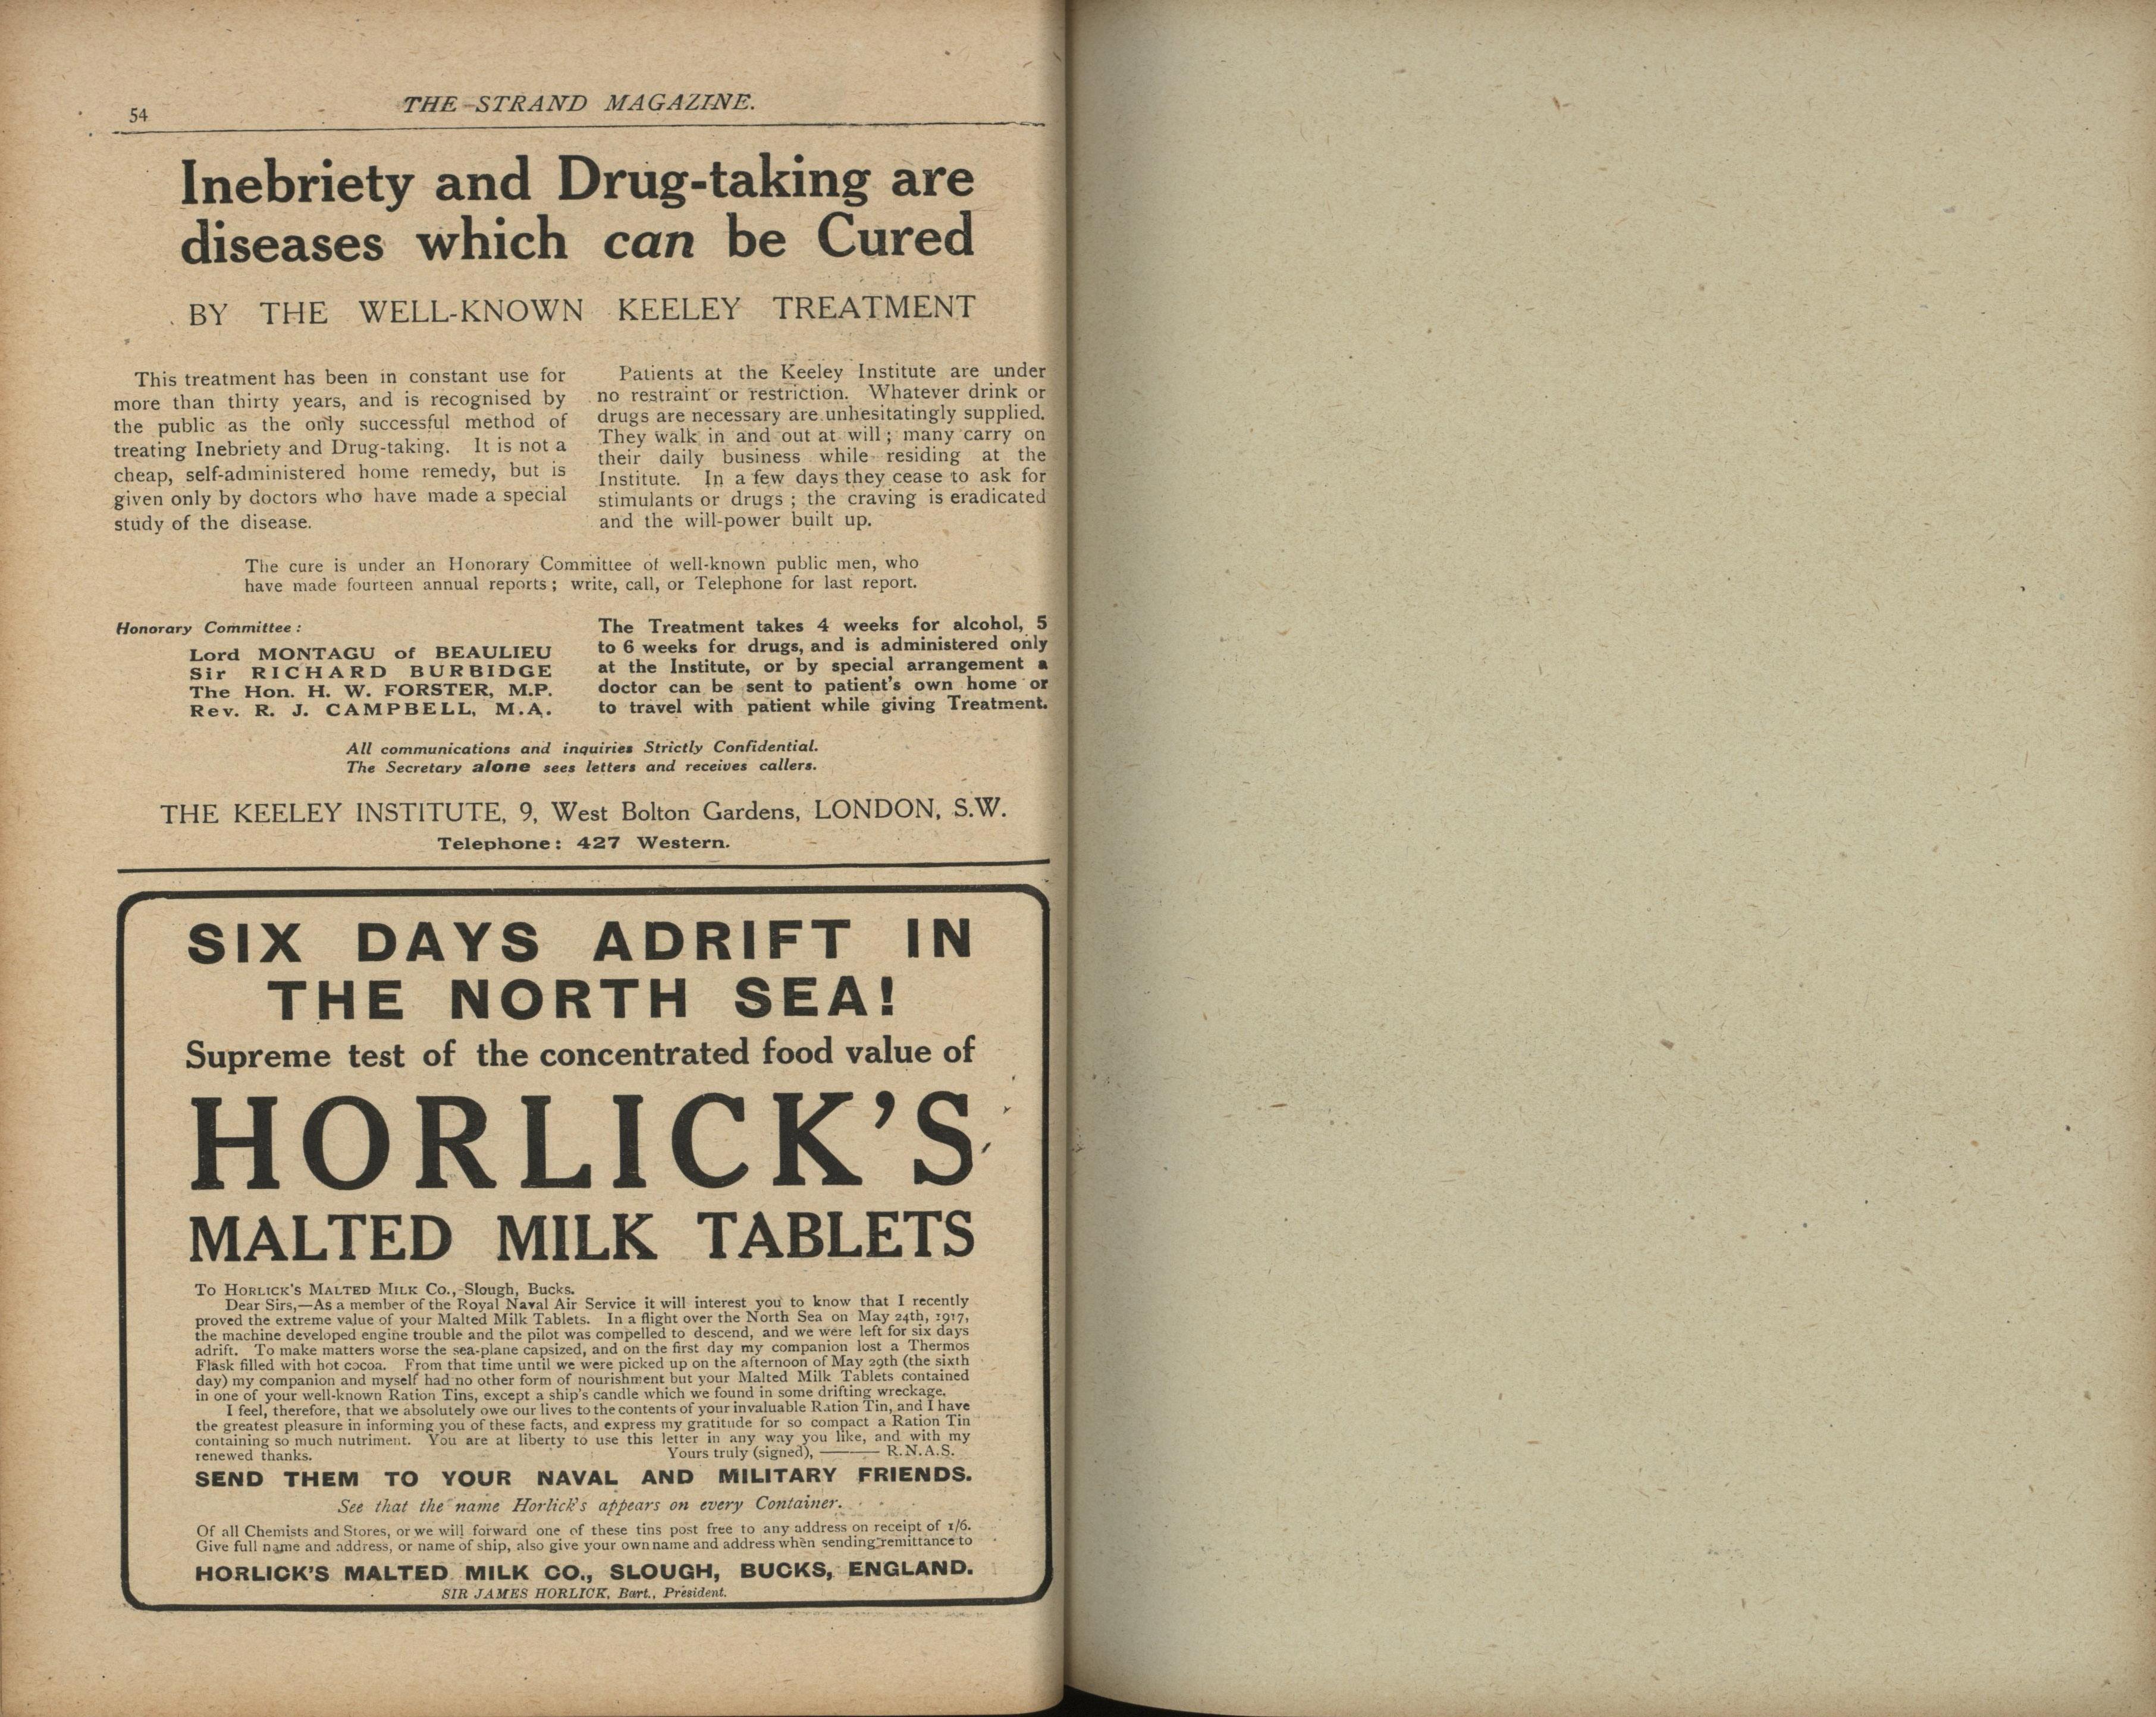 54
THE STRAND MAGAZINE.
Inebriety and Drug-taking are
diseases which can be Cured
BY THE WELL-KNOWN KEELEY TREATMENT
This treatment has been in constant use for
more than thirty years, and is recognised by
the public as the only successful method of
treating Inebriety and Drug-taking. It is not a
cheap, self-administered home remedy, but is
given only by doctors who have made a special
study of the disease.
Patients at the Keeley Institute are under
no restraint or restriction. Whatever drink or
drugs are necessary are unhesitatingly supplied.
They walk in and out at will; many carry on
their daily business while residing at the
Institute. In a few days they cease to ask for
stimulants or drugs; the craving is eradicated
and the will-power built up.
The cure is under an Honorary Committee of well-known public men, who
have made fourteen annual reports; write, call, or Telephone for last report.
Honorary Committee:
Lord MONTAGU of BEAULIEU
Sir RICHARD BURBIDGE
The Hon. H. W. FORSTER, M.P.
Rev. R. J. CAMPBELL, M.A.
The Treatment takes 4 weeks for alcohol, 5
to 6 weeks for drugs, and is administered only
at the Institute, or by special arrangement a
doctor can be sent to patient's own home or
to travel with patient while giving Treatment.
All communications and inquiries Strictly Confidential.
The Secretary alone sees letters and receives callers.
THE KEELEY INSTITUTE, 9, West Bolton Gardens, LONDON, S.W.
Telephone: 427 Western.
SIX DAYS ADRIFT IN
THE NORTH SEA!
Supreme test of the concentrated food value of
HORLICK'S
MALTED MILK TABLETS
To HORLICK'S MALTED MILK Co., Slough, Bucks.
Dear Sirs,—As a member of the Royal Naval Air Service it will interest you to know that I recently
proved the extreme value of your Malted Milk Tablets. In a flight over the North Sea on May 24th, 1917,
the machine developed engine trouble and the pilot was compelled to descend, and we were left for six days
adrift. To make matters worse the sea-plane capsized, and on the first day my companion lost a Thermos
Flask filled with hot cocoa. From that time until we were picked up on the afternoon of May 29th (the sixth
day) my companion and myself had no other form of nourishment but your Malted Milk Tablets contained
in one of your well-known Ration Tins, except a ship's candle which we found in some drifting wreckage.
I feel, therefore, that we absolutely owe our lives to the contents of your invaluable Ration Tin, and I have
the greatest pleasure in informing you of these facts, and express my gratitude for so compact a Ration Tin
containing so much nutriment. You are at liberty to use this letter in any way you like, and with my
renewed thanks. Yours truly (signed), ——— R.N.A.S.
SEND THEM TO YOUR NAVAL AND MILITARY FRIENDS.
See that the name Horlick's appears on every Container.
Of all Chemists and Stores, or we will forward one of these tins post free to any address on receipt of 1/6.
Give full name and address, or name of ship, also give your own name and address when sending remittance to
HORLICK'S MALTED MILK CO., SLOUGH, BUCKS, ENGLAND.
SIR JAMES HORLICK, Bart., President.